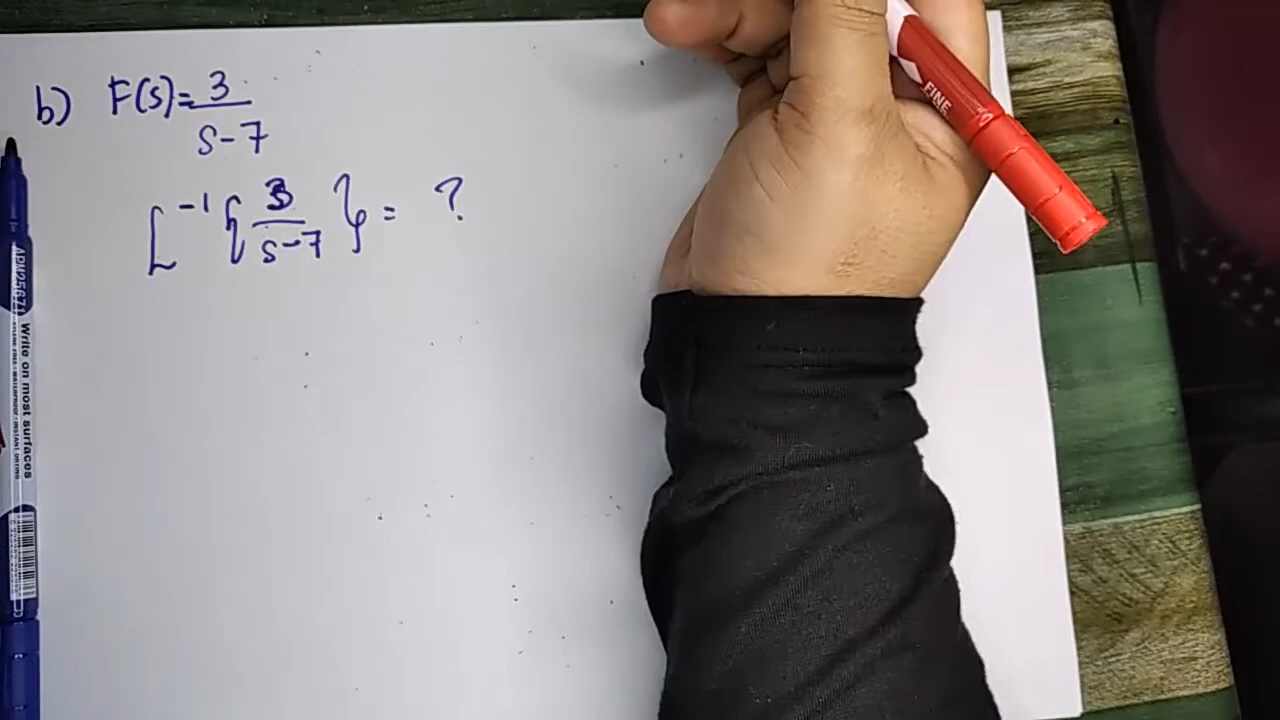 b) F(s)= 3 / s-7
L⁻¹{ 3 / s-7 } = ?
FINE
Write on most surfaces